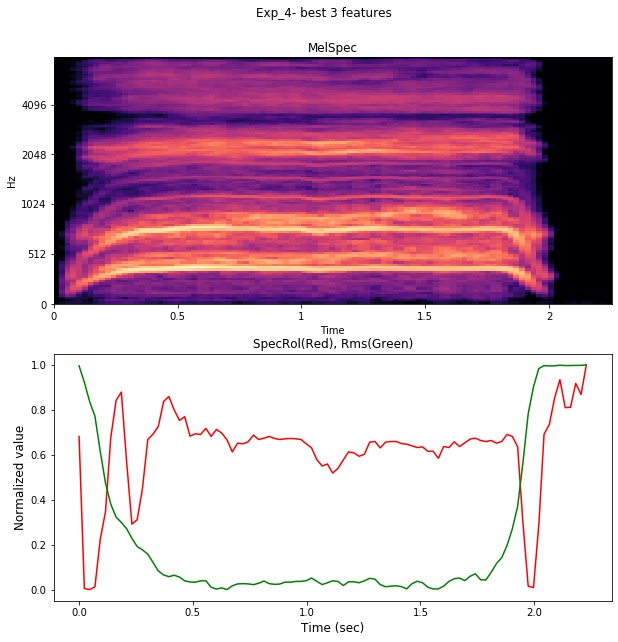 Exp_4- best 3 features
MelSpec
4096
2048
1024
512
0
Hz
0 0.5 1 1.5 2
Time
SpecRol(Red), Rms(Green)
1.0
0.8
0.6
0.4
0.2
0.0
Normalized value
0.0 0.5 1.0 1.5 2.0
Time (sec)